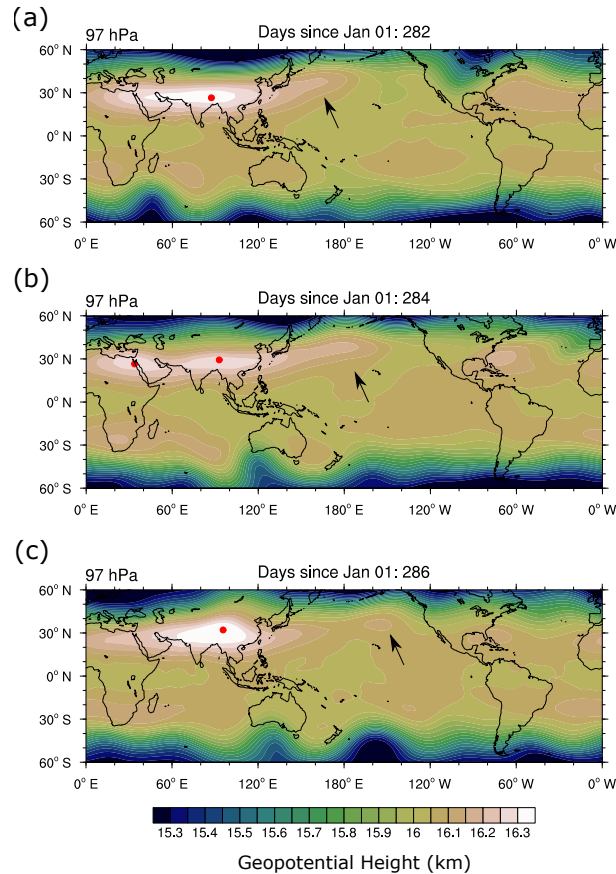 (a)
97 hPa Days since Jan 01: 282
60° N
30° N
0° N
30° S
60° S
0° E 60° E 120° E 180° E 120° W 60° W 0° W
(b)
97 hPa Days since Jan 01: 284
60° N
30° N
0° N
30° S
60° S
0° E 60° E 120° E 180° E 120° W 60° W 0° W
(c)
97 hPa Days since Jan 01: 286
60° N
30° N
0° N
30° S
60° S
0° E 60° E 120° E 180° E 120° W 60° W 0° W
15.3 15.4 15.5 15.6 15.7 15.8 15.9 16 16.1 16.2 16.3
Geopotential Height (km)